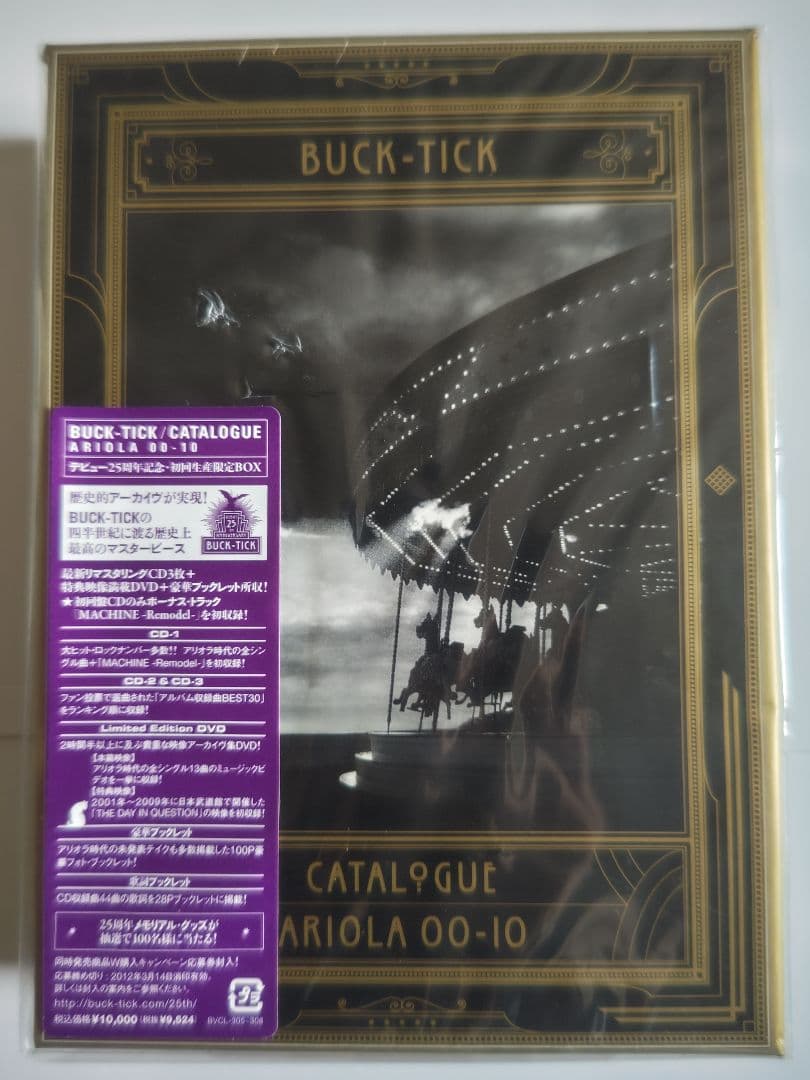 BUCK-TICK
BUCK-TICK/CATALOGUE
ARIOLA 00-10
デビュー25周年記念・初回生産限定BOX
歴史的アーカイヴが実現!
BUCK-TICKの
四半世紀に渡る歴史上
最高のマスターピース
25
ANNIVERSARY
BUCK-TICK
最新リマスタリングCD3枚+
特典映像満載DVD+豪華ブックレット所収!
★初回盤CDのみボーナス・トラック
「MACHINE -Remodel-」を初収録!
CD-1
大ヒット・ロックナンバー多数!! アリオラ時代の全シン
グル曲+「MACHINE -Remodel-」を初収録!
CD-2 & CD-3
ファン投票で選曲された「アルバム収録曲BEST30」
をランキング順に収録!
Limited Edition DVD
2時間半以上に及ぶ貴重な映像アーカイヴ集DVD!
【本編映像】
アリオラ時代の全シングル13曲のミュージックビ
デオを一挙に収録!
【特典映像】
2001年〜2009年に日本武道館で開催した
「THE DAY IN QUESTION」の映像を初収録!
豪華ブックレット
アリオラ時代の未発表テイクも多数掲載した100P豪
華フォト・ブックレット!
歌詞ブックレット
CD収録曲44曲の歌詞を28Pブックレットに掲載!
25周年メモリアル・グッズが
抽選で100名様に当たる!
同時発売商品W購入キャンペーン応募券封入!
応募締め切り:2012年3月14日消印有効。
詳しくは封入の案内をご参照ください。
http://buck-tick.com/25th/
税込価格¥10,000(税抜¥9,524)
BVCL-305~308
CATALOGUE
ARIOLA 00-10